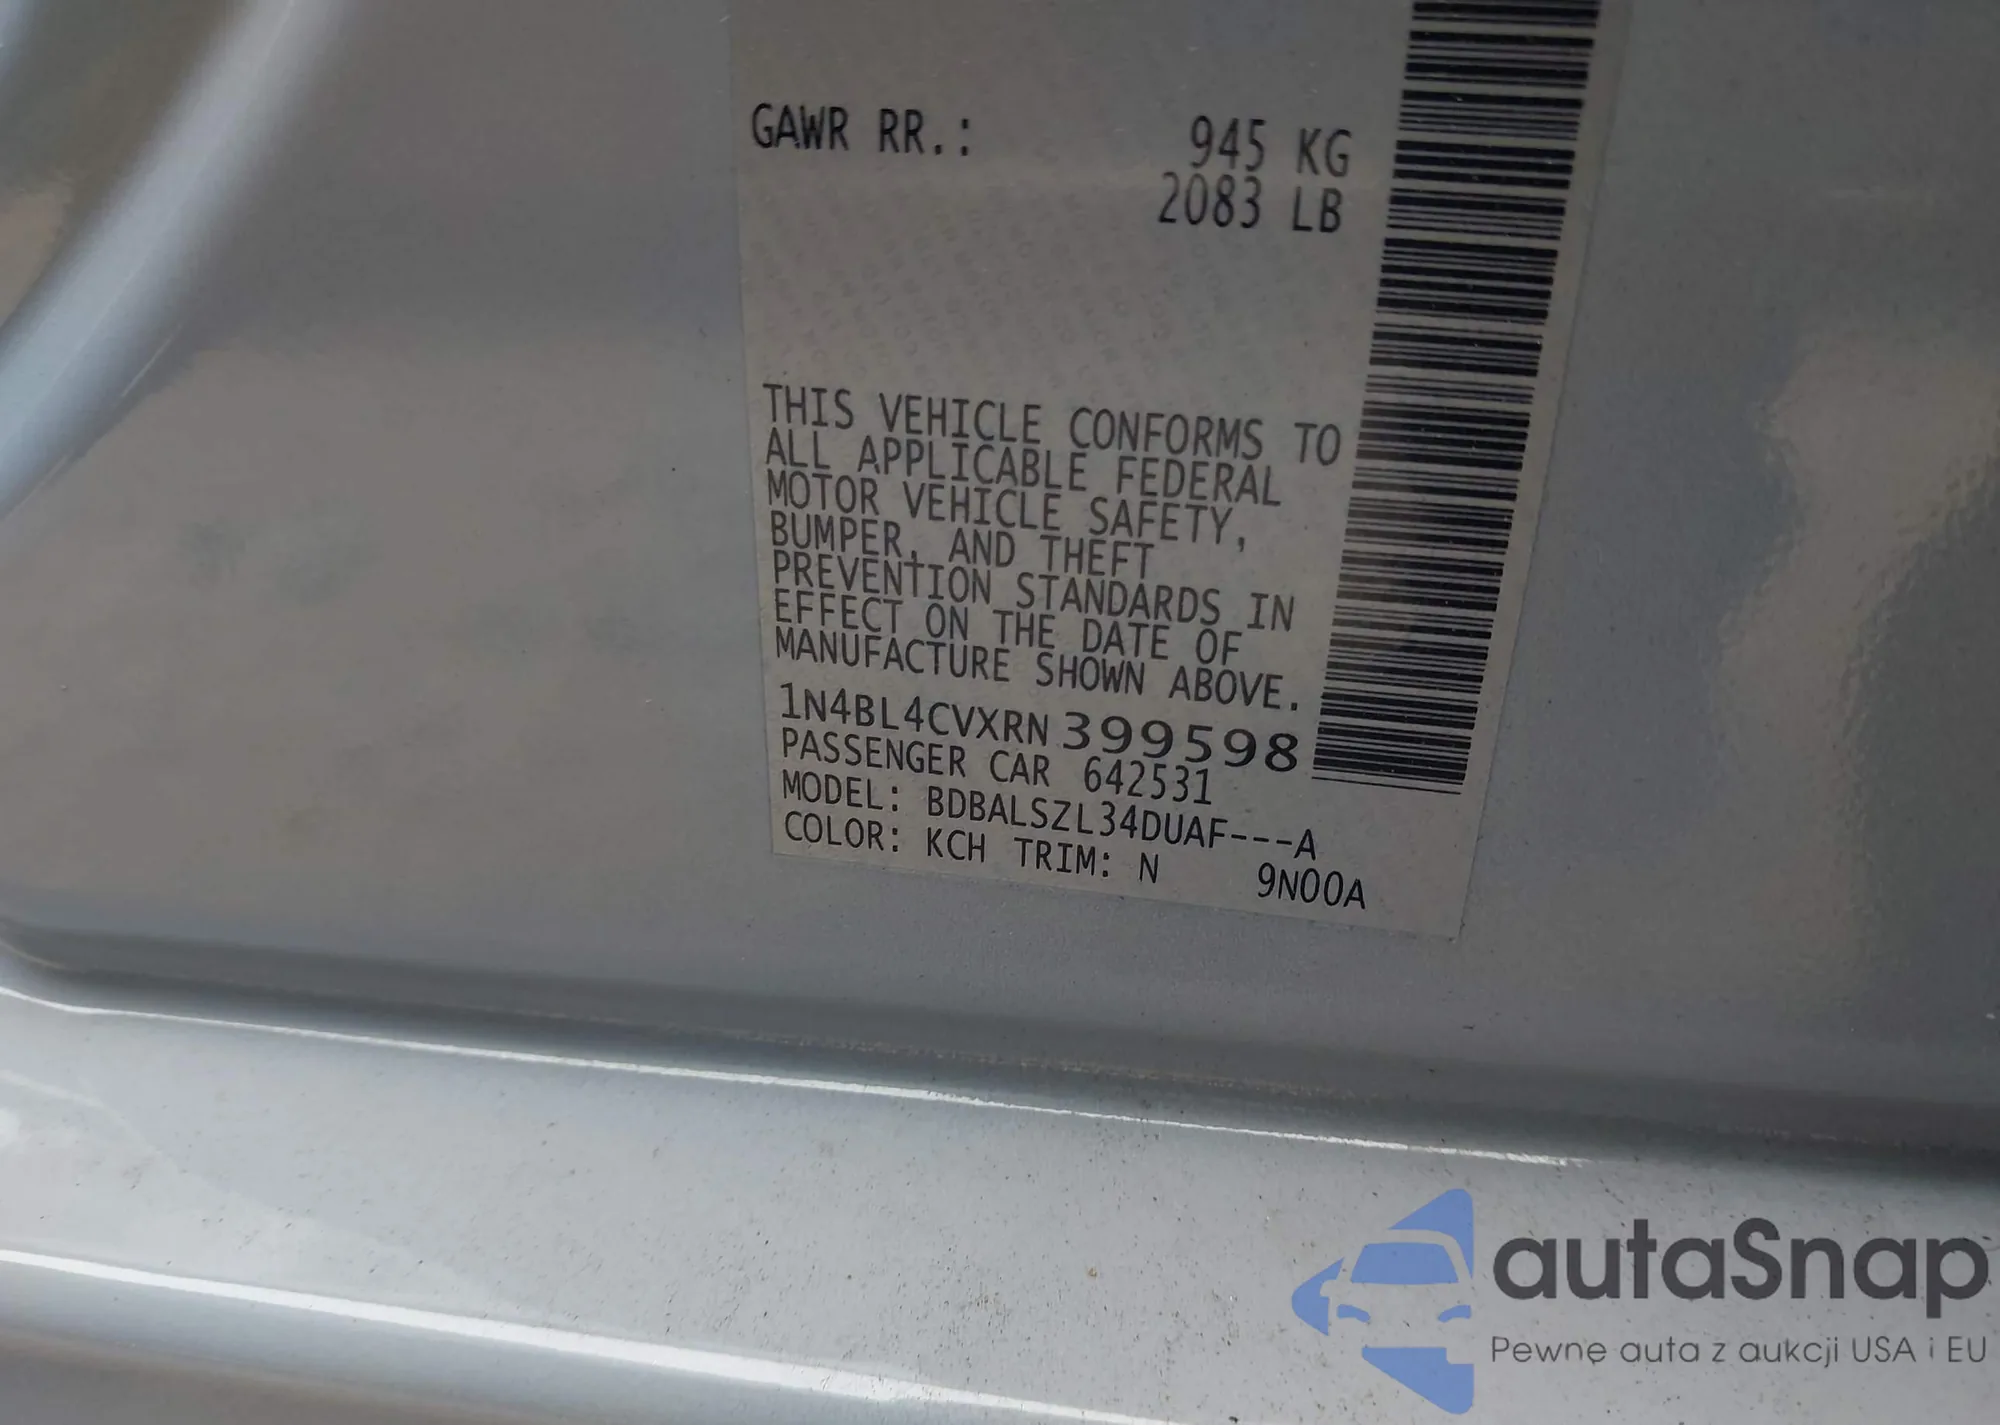 GAWR RR.: 945 KG
2083 LB
THIS VEHICLE CONFORMS TO
ALL APPLICABLE FEDERAL
MOTOR VEHICLE SAFETY,
BUMPER, AND THEFT
PREVENTION STANDARDS IN
EFFECT ON THE DATE OF
MANUFACTURE SHOWN ABOVE.
1N4BL4CVXRN399598
PASSENGER CAR 642531
MODEL: BDBALSZL34DUAF---A
COLOR: KCH TRIM: N 9N00A
autaSnap
Pewne auta z aukcji USA i EU